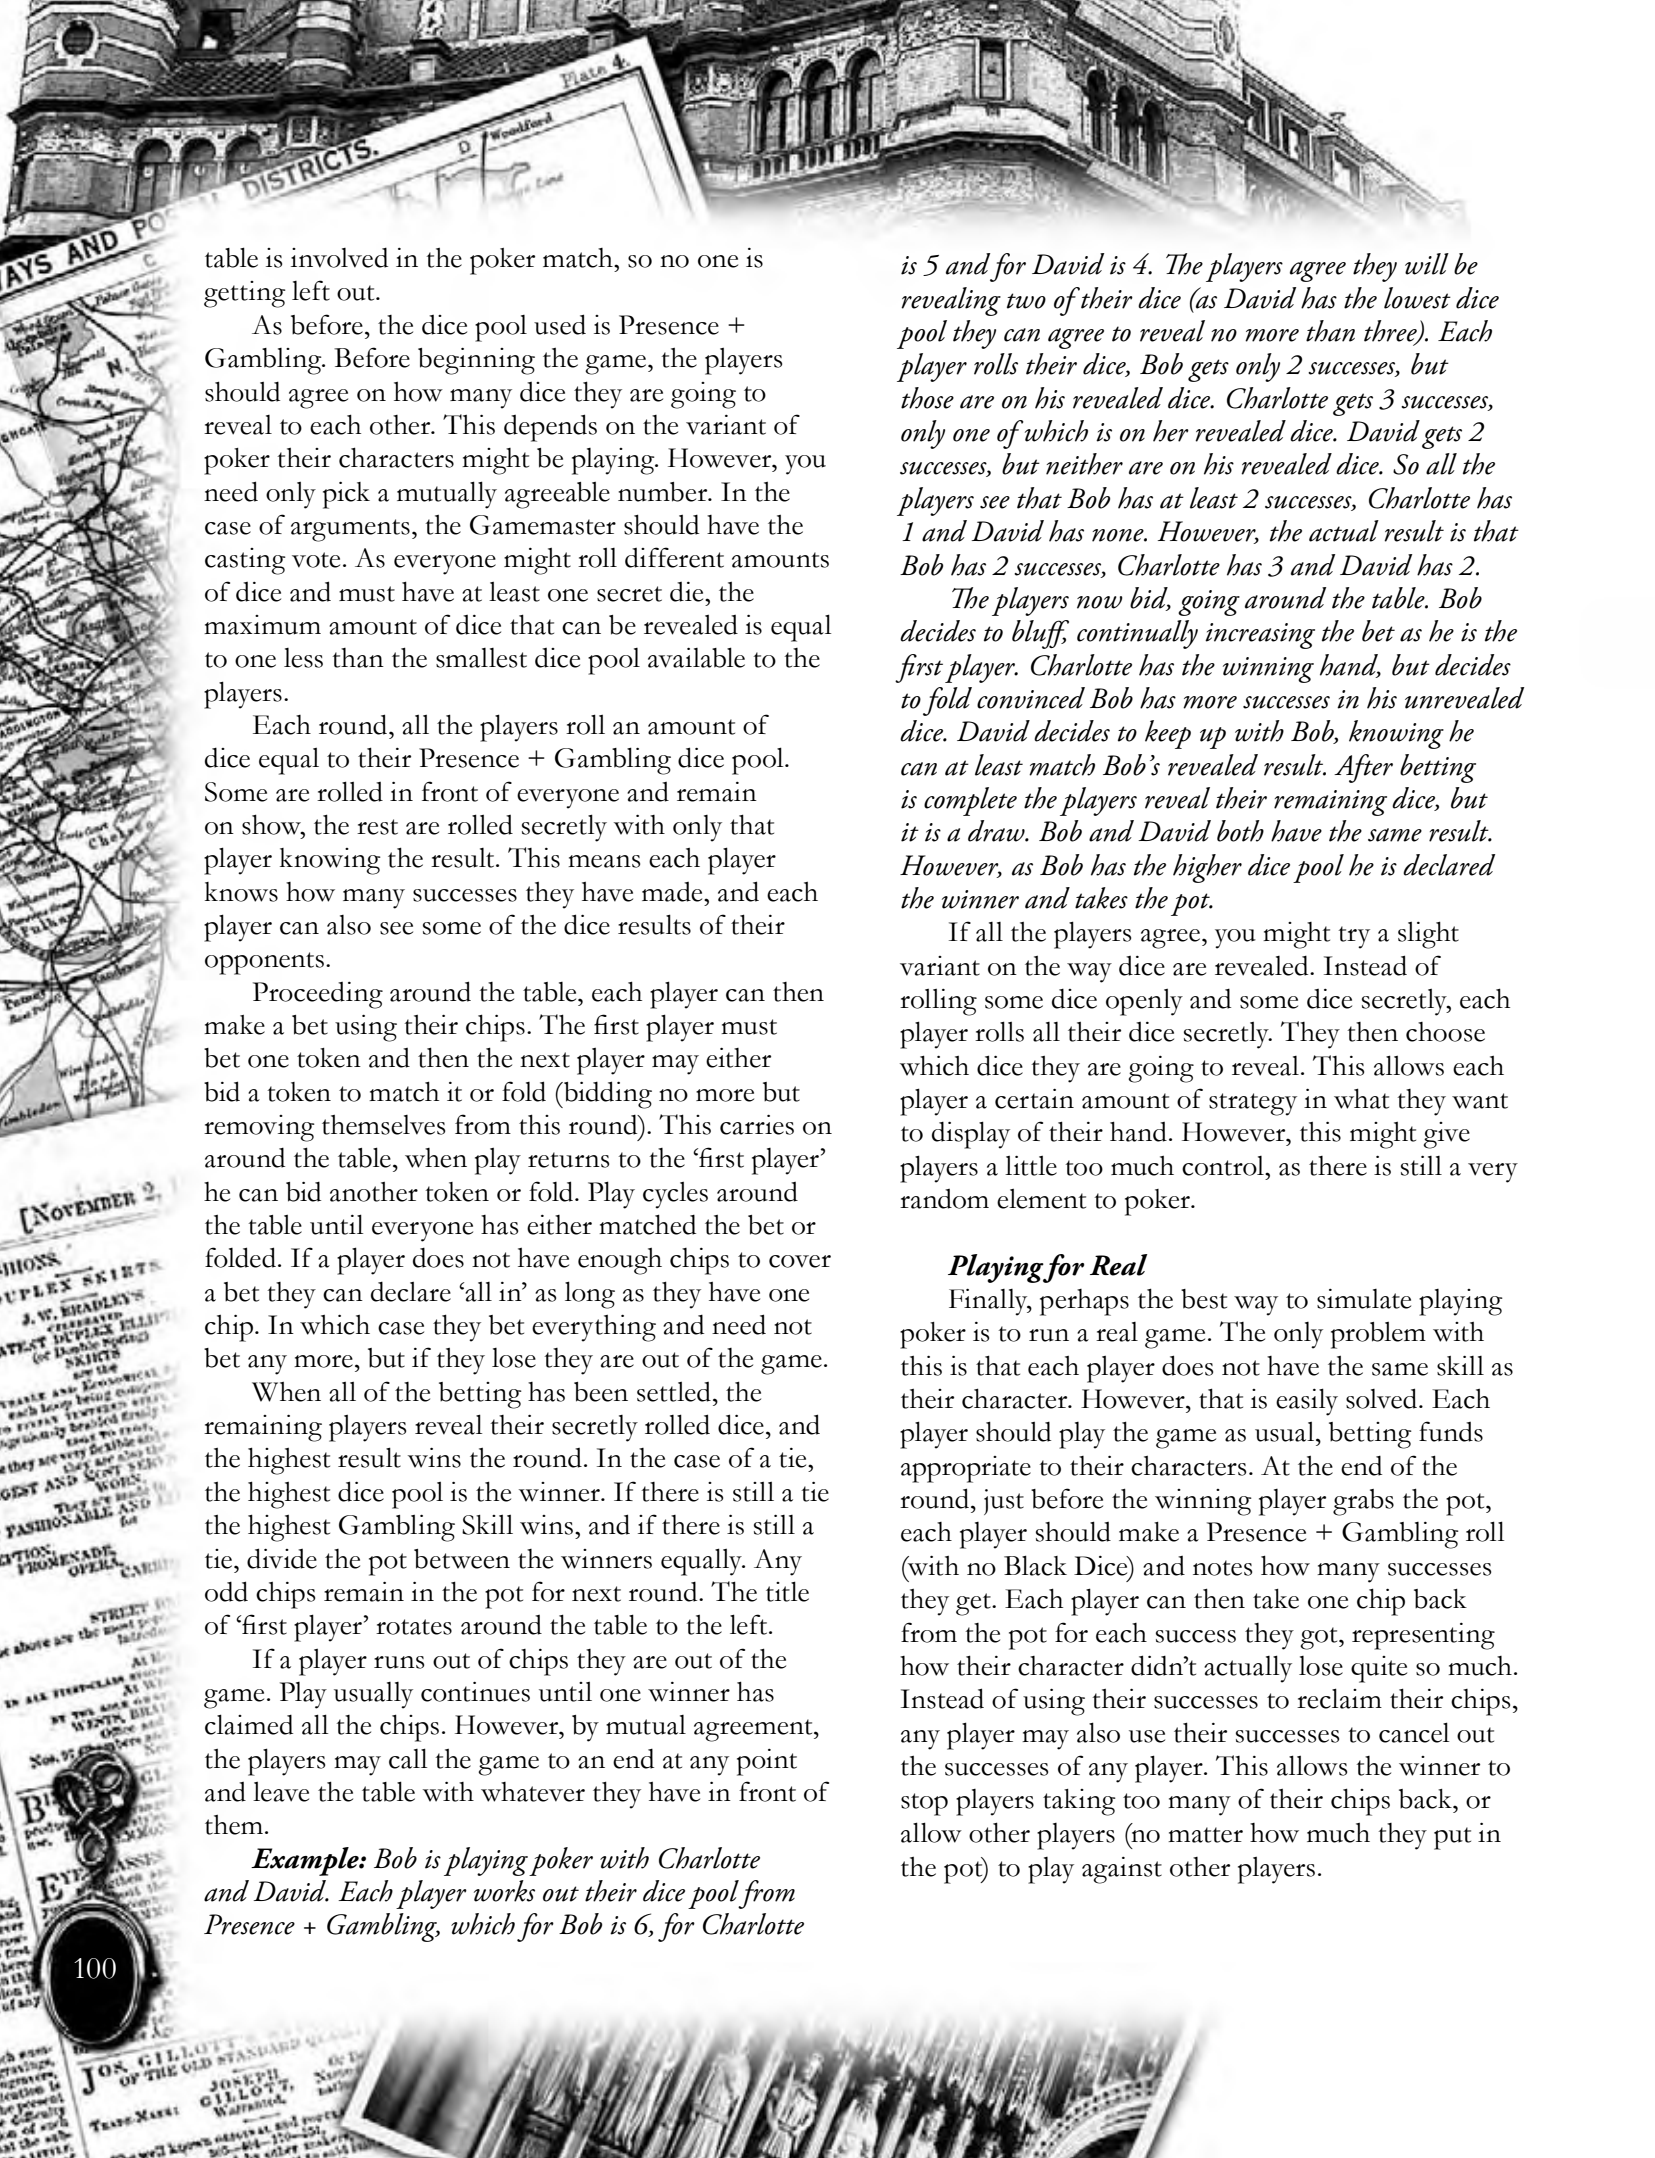 Plate 4.
D
Woodford
DISTRICTS.
AYS AND PO
C
table is involved in the poker match, so no one is
getting left out.
As before, the dice pool used is Presence +
Gambling. Before beginning the game, the players
should agree on how many dice they are going to
reveal to each other. This depends on the variant of
poker their characters might be playing. However, you
need only pick a mutually agreeable number. In the
case of arguments, the Gamemaster should have the
casting vote. As everyone might roll different amounts
of dice and must have at least one secret die, the
maximum amount of dice that can be revealed is equal
to one less than the smallest dice pool available to the
players.
Each round, all the players roll an amount of
dice equal to their Presence + Gambling dice pool.
Some are rolled in front of everyone and remain
on show, the rest are rolled secretly with only that
player knowing the result. This means each player
knows how many successes they have made, and each
player can also see some of the dice results of their
opponents.
Proceeding around the table, each player can then
make a bet using their chips. The first player must
bet one token and then the next player may either
bid a token to match it or fold (bidding no more but
removing themselves from this round). This carries on
around the table, when play returns to the ‘first player’
he can bid another token or fold. Play cycles around
the table until everyone has either matched the bet or
folded. If a player does not have enough chips to cover
a bet they can declare ‘all in’ as long as they have one
chip. In which case they bet everything and need not
bet any more, but if they lose they are out of the game.
When all of the betting has been settled, the
remaining players reveal their secretly rolled dice, and
the highest result wins the round. In the case of a tie,
the highest dice pool is the winner. If there is still a tie
the highest Gambling Skill wins, and if there is still a
tie, divide the pot between the winners equally. Any
odd chips remain in the pot for next round. The title
of ‘first player’ rotates around the table to the left.
If a player runs out of chips they are out of the
game. Play usually continues until one winner has
claimed all the chips. However, by mutual agreement,
the players may call the game to an end at any point
and leave the table with whatever they have in front of
them.
Example: Bob is playing poker with Charlotte
and David. Each player works out their dice pool from
Presence + Gambling, which for Bob is 6, for Charlotte
is 5 and for David is 4. The players agree they will be
revealing two of their dice (as David has the lowest dice
pool they can agree to reveal no more than three). Each
player rolls their dice, Bob gets only 2 successes, but
those are on his revealed dice. Charlotte gets 3 successes,
only one of which is on her revealed dice. David gets 2
successes, but neither are on his revealed dice. So all the
players see that Bob has at least 2 successes, Charlotte has
1 and David has none. However, the actual result is that
Bob has 2 successes, Charlotte has 3 and David has 2.
The players now bid, going around the table. Bob
decides to bluff, continually increasing the bet as he is the
first player. Charlotte has the winning hand, but decides
to fold convinced Bob has more successes in his unrevealed
dice. David decides to keep up with Bob, knowing he
can at least match Bob’s revealed result. After betting
is complete the players reveal their remaining dice, but
it is a draw. Bob and David both have the same result.
However, as Bob has the higher dice pool he is declared
the winner and takes the pot.
If all the players agree, you might try a slight
variant on the way dice are revealed. Instead of
rolling some dice openly and some dice secretly, each
player rolls all their dice secretly. They then choose
which dice they are going to reveal. This allows each
player a certain amount of strategy in what they want
to display of their hand. However, this might give
players a little too much control, as there is still a very
random element to poker.
Playing for Real
Finally, perhaps the best way to simulate playing
poker is to run a real game. The only problem with
this is that each player does not have the same skill as
their character. However, that is easily solved. Each
player should play the game as usual, betting funds
appropriate to their characters. At the end of the
round, just before the winning player grabs the pot,
each player should make a Presence + Gambling roll
(with no Black Dice) and notes how many successes
they get. Each player can then take one chip back
from the pot for each success they got, representing
how their character didn’t actually lose quite so much.
Instead of using their successes to reclaim their chips,
any player may also use their successes to cancel out
the successes of any player. This allows the winner to
stop players taking too many of their chips back, or
allow other players (no matter how much they put in
the pot) to play against other players.
[NOVEMBER 2,
UPLEX SKIRTS
J. W. BRADLEY'S
SKIRTS
FASHIONABLE AND
PROMENADE,
OPERA,
STREET
100
JOS. GILLOTT
OF THE OLD STANDARD
JOSEPH
GILLOTT,
Warranted.
TRADE-MARK: